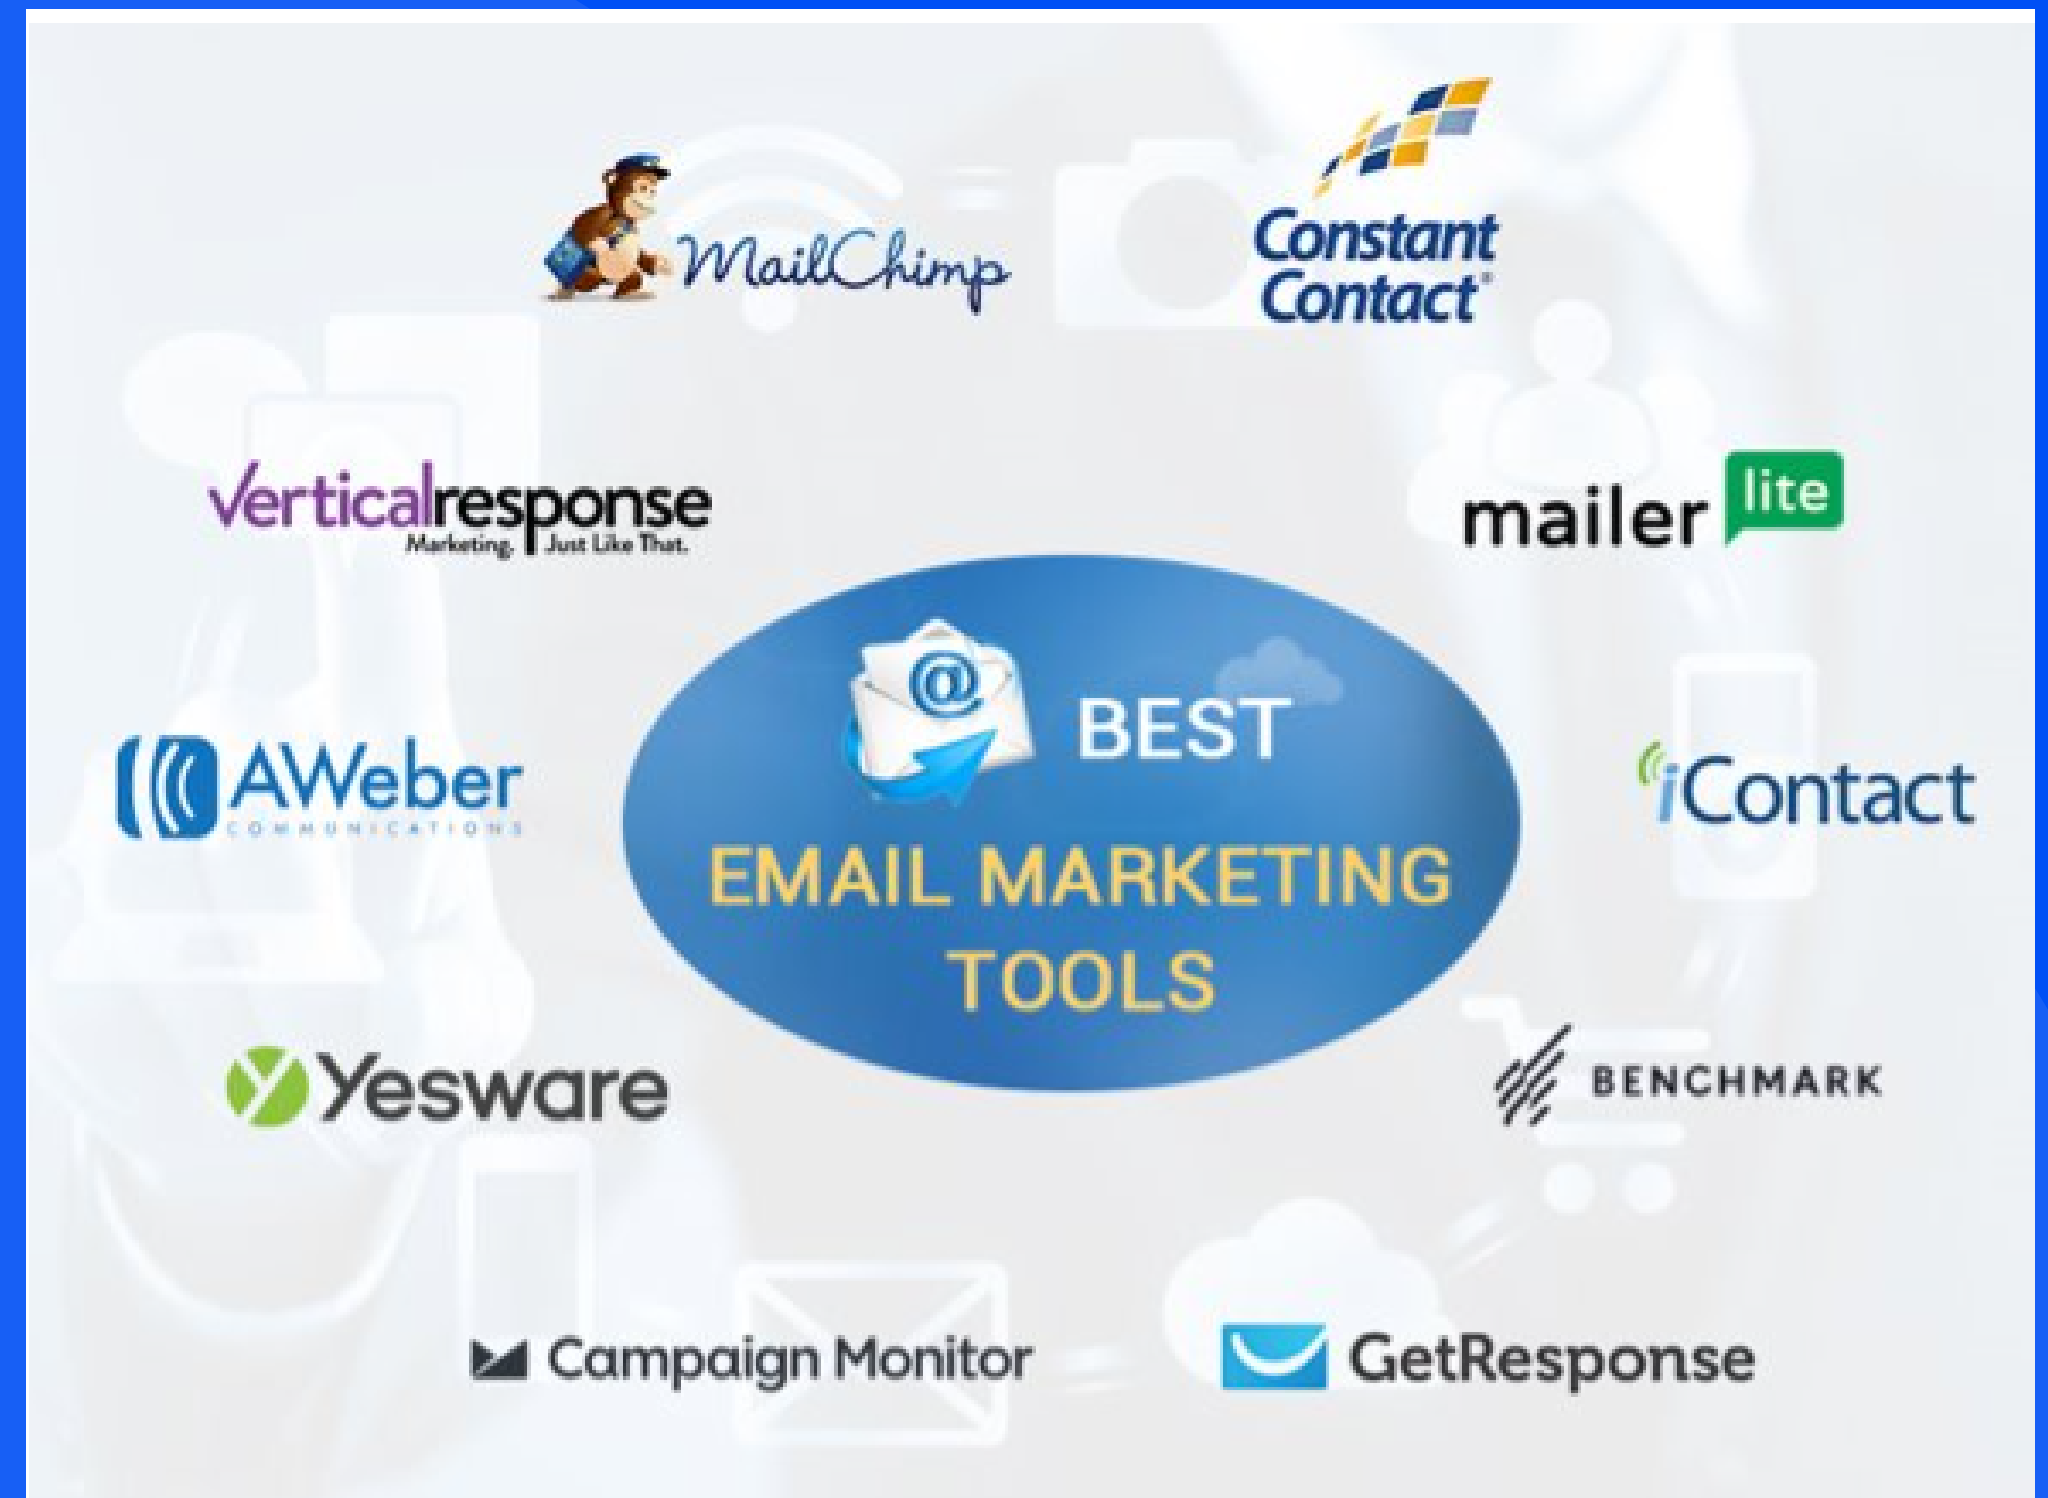 MailChimp
Constant
Contact®
verticalresponse
Marketing. Just Like That.
mailer lite
@ BEST
EMAIL MARKETING
TOOLS
AWeber
COMMUNICATIONS
iContact
Yesware
BENCHMARK
Campaign Monitor
GetResponse